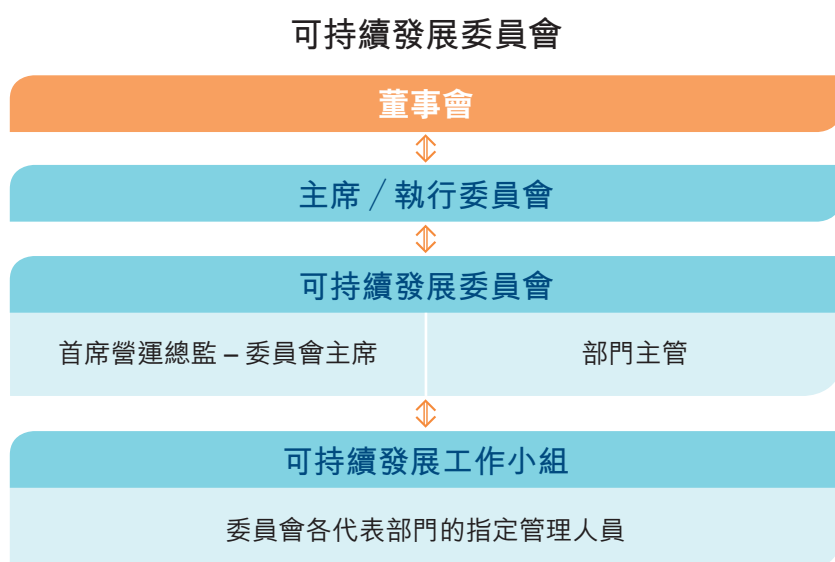 可持續發展委員會
董事會
主席／執行委員會
可持續發展委員會
首席營運總監 – 委員會主席
部門主管
可持續發展工作小組
委員會各代表部門的指定管理人員